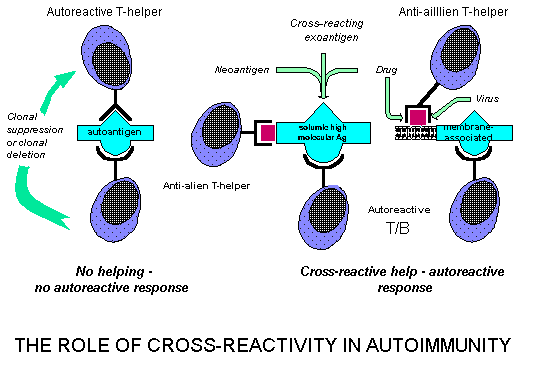 Autoreactive T-helper
Clonal
suppression
or clonal
deletion
autoantigen
No helping -
no autoreactive response
Cross-reacting
exoantigen
Neoantigen
Anti-alien T-helper
solumic high
molecular Ag
Anti-ailllien T-helper
Drug
Virus
membrane-
associated
Autoreactive
T/B
Cross-reactive help - autoreactive
response
THE ROLE OF CROSS-REACTIVITY IN AUTOIMMUNITY